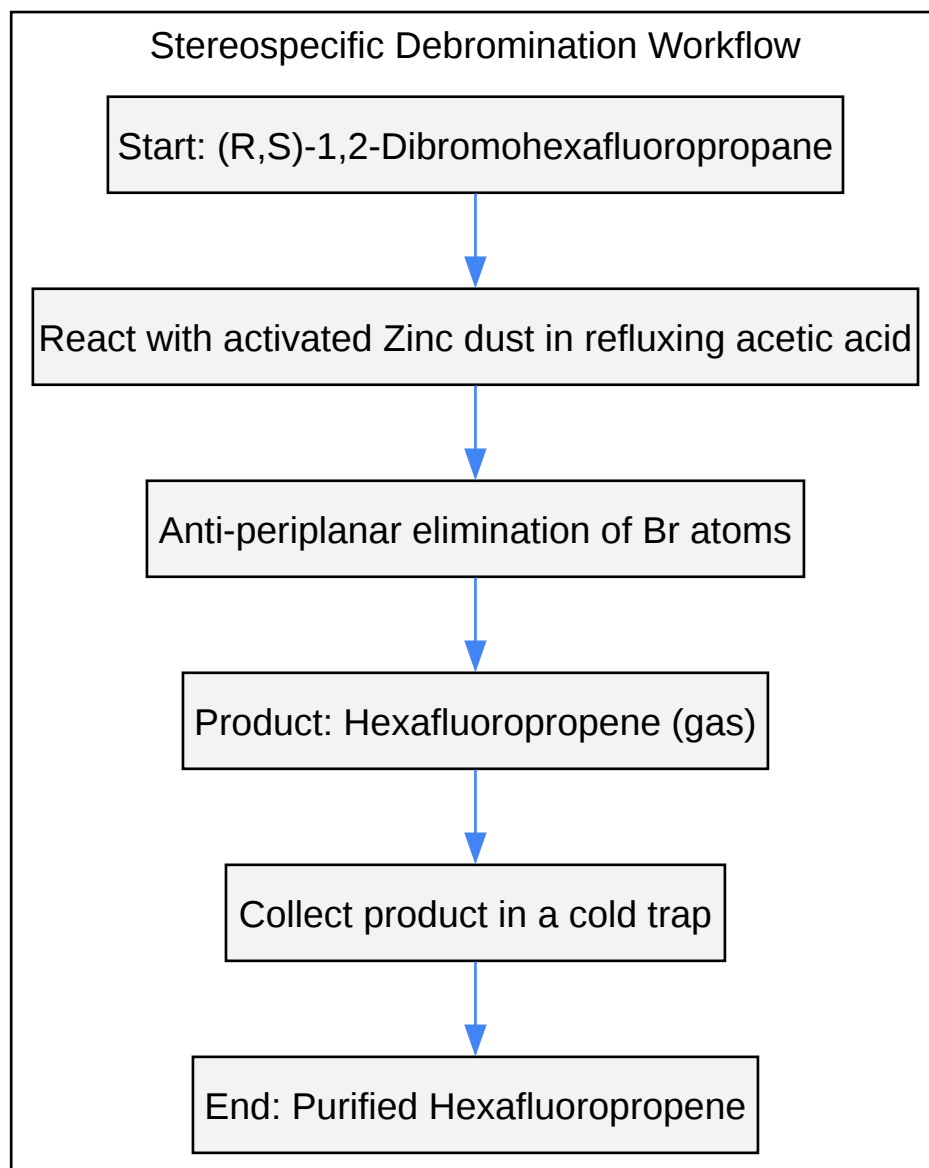 Stereospecific Debromination Workflow
Start: (R,S)-1,2-Dibromohexafluoropropane
React with activated Zinc dust in refluxing acetic acid
Anti-periplanar elimination of Br atoms
Product: Hexafluoropropene (gas)
Collect product in a cold trap
End: Purified Hexafluoropropene